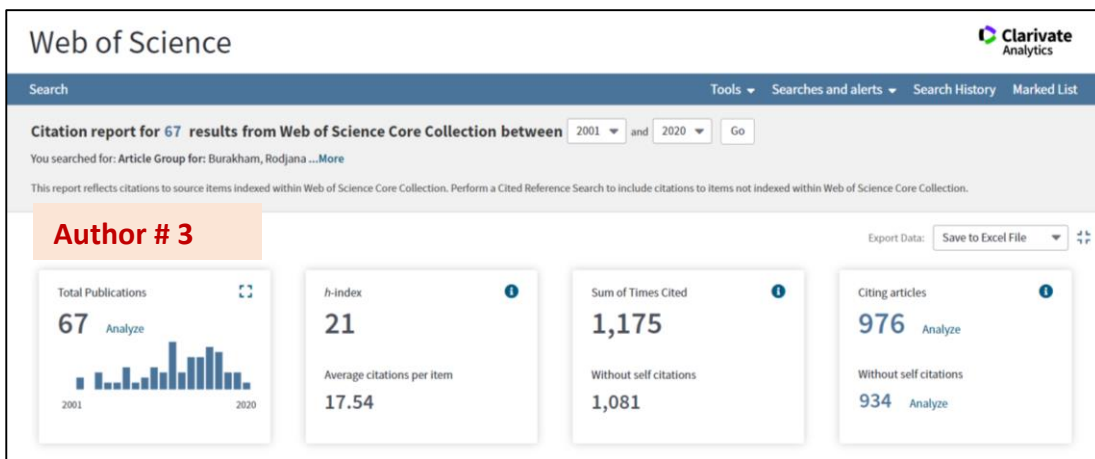 Web of Science
Clarivate
Analytics
Search
Tools Searches and alerts Search History Marked List
Citation report for 67 results from Web of Science Core Collection between 2001 and 2020 Go
You searched for: Article Group for: Burakham, Rodjana ...More
This report reflects citations to source items indexed within Web of Science Core Collection. Perform a Cited Reference Search to include citations to items not indexed within Web of Science Core Collection.
Author # 3
Export Data: Save to Excel File
Total Publications
67 Analyze
2001 2020
h-index
21
Average citations per item
17.54
Sum of Times Cited
1,175
Without self citations
1,081
Citing articles
976 Analyze
Without self citations
934 Analyze